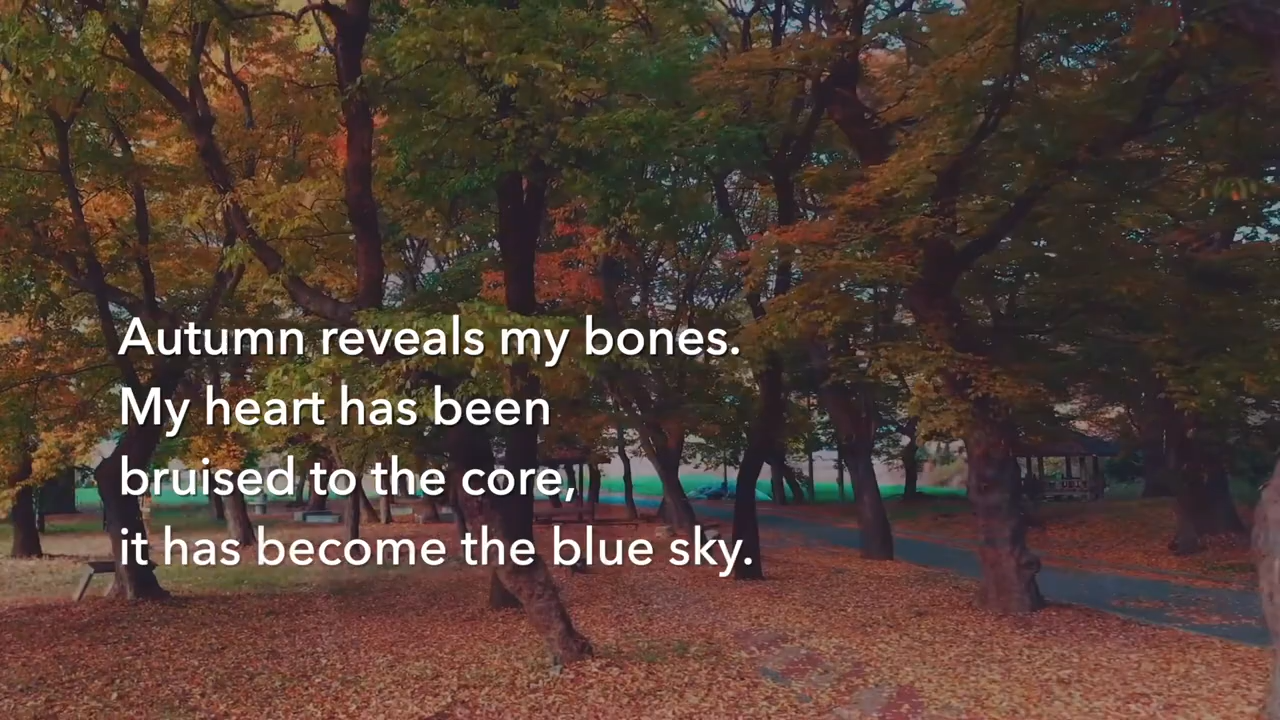 Autumn reveals my bones.
My heart has been
bruised to the core,
it has become the blue sky.